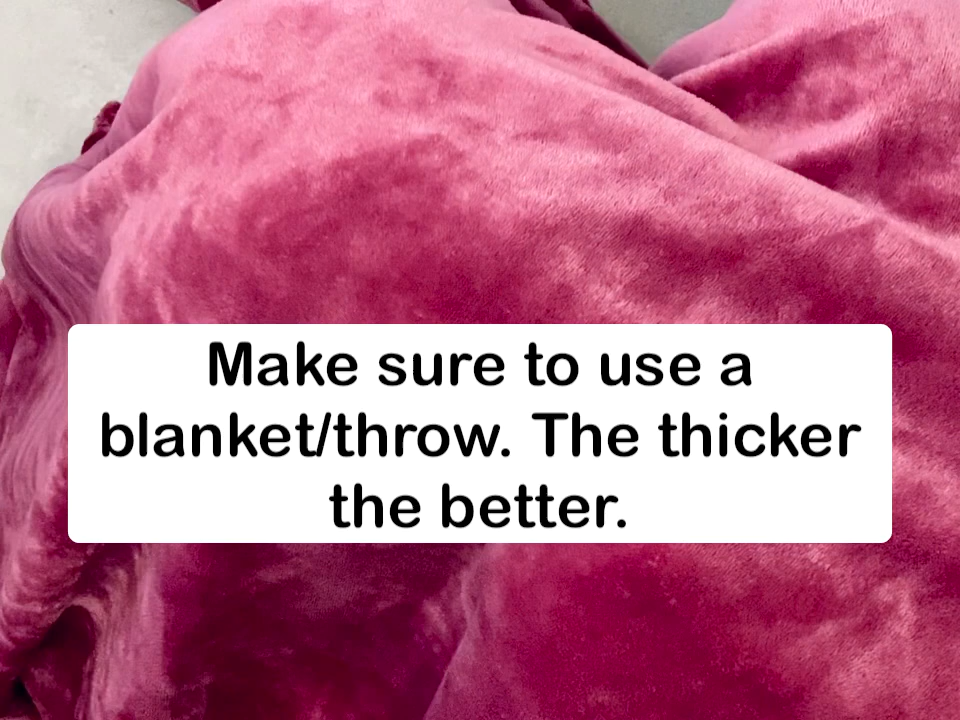 Make sure to use a
blanket/throw. The thicker
the better.